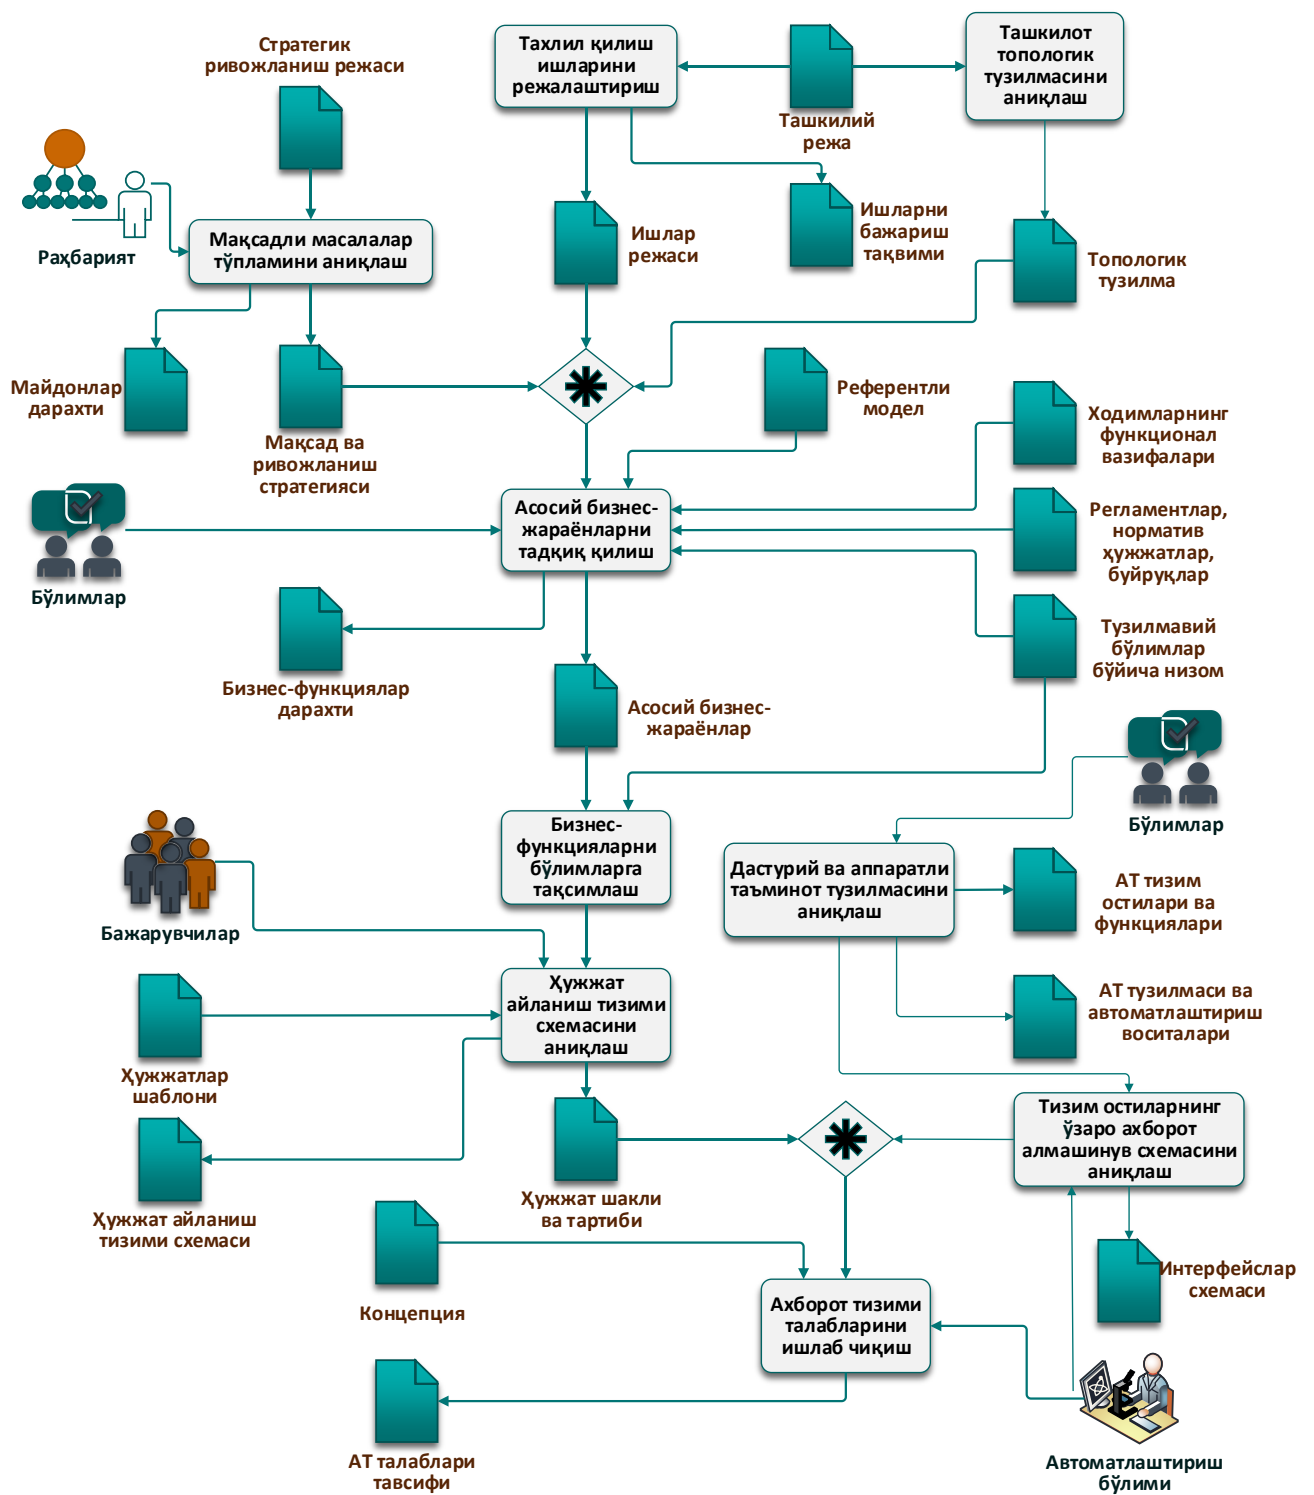 Стратегик
ривожланиш режаси
Тахлил қилиш
ишларини
режалаштириш
Ташкилий
режа
Ташкилот
топологик
тузилмасини
аниқлаш
Раҳбарият
Мақсадли масалалар
тўпламини аниқлаш
Ишлар
режаси
Ишларни
бажариш
тақвими
Топологик
тузилма
Майдонлар
дарахти
Мақсад ва
ривожланиш
стратегияси
Референтли
модел
Ходимларнинг
функционал
вазифалари
Бўлимлар
Асосий бизнес-
жараёнларни
тадқиқ қилиш
Регламентлар,
норматив
ҳужжатлар,
буйруқлар
Бизнес-функциялар
дарахти
Асосий бизнес-
жараёнлар
Тузилмавий
бўлимлар
бўйича низом
Бўлимлар
Бизнес-
функцияларни
бўлимларга
тақсимлаш
Дастурий ва аппаратли
таъминот тузилмасини
аниқлаш
АТ тизим
остилари ва
функциялари
Бажарувчилар
Ҳужжат
айланиш тизими
схемасини
аниқлаш
АТ тузилмаси ва
автоматлаштириш
воситалари
Ҳужжатлар
шаблони
Тизим остиларнинг
ўзаро ахборот
алмашинув схемасини
аниқлаш
Ҳужжат айланиш
тизими схемаси
Ҳужжат шакли
ва тартиби
Интерфейслар
схемаси
Концепция
Ахборот тизими
талабларини
ишлаб чиқиш
АТ талаблари
тавсифи
Автоматлаштириш
бўлими